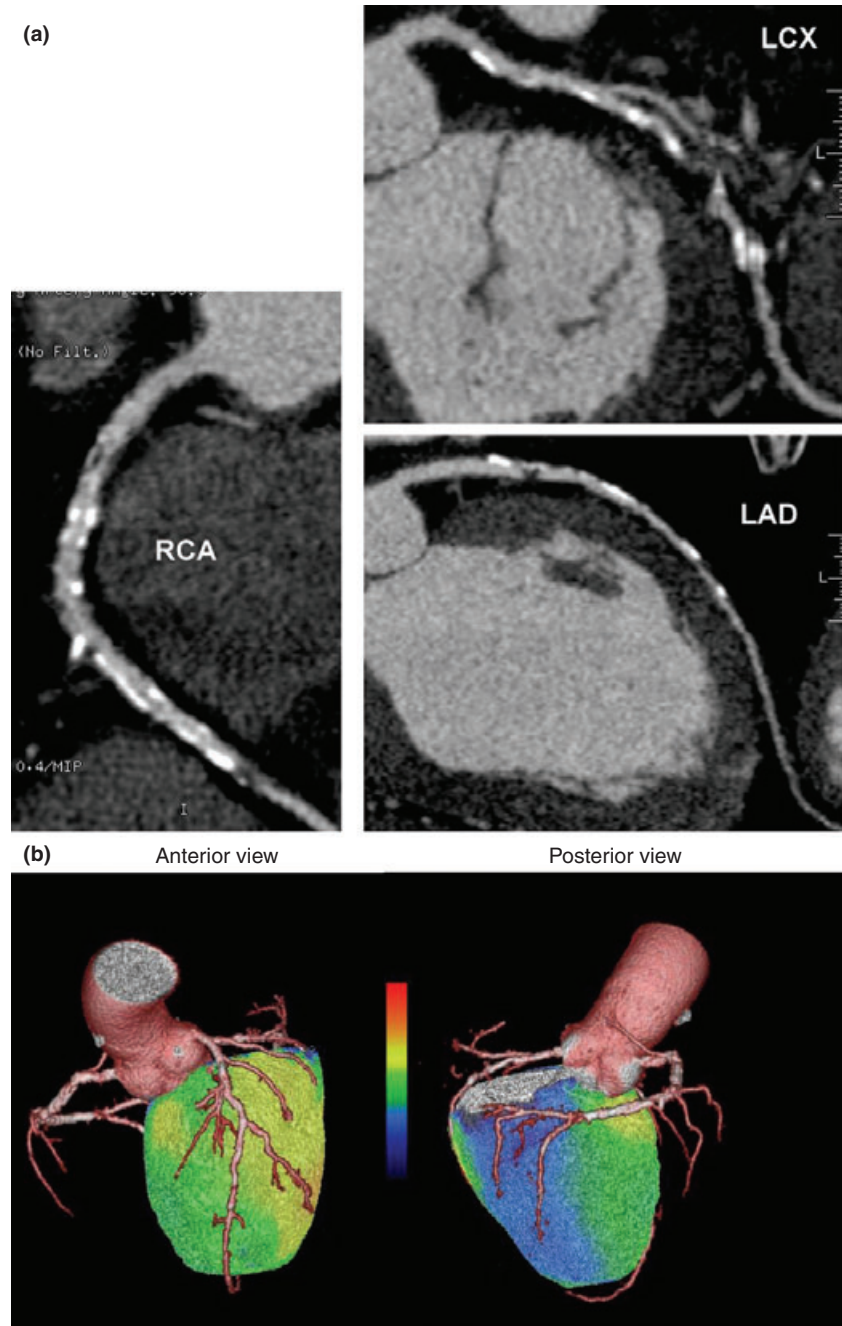 (a)
LCX
L
(No Filt.)
RCA
LAD
L
0.4/MIP
I
(b)
Anterior view
Posterior view